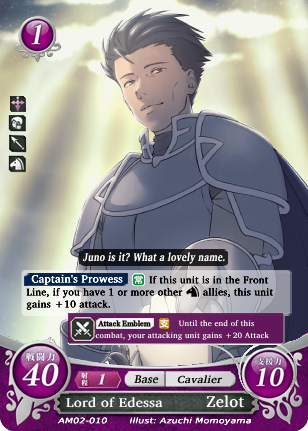 1
Juno is it? What a lovely name.
Captain's Prowess 常 If this unit is in the Front
Line, if you have 1 or more other allies, this unit
gains +10 attack.
Attack Emblem 支 Until the end of this
combat, your attacking unit gains +20 Attack
戦闘力
40
射程 1
Base
Cavalier
支援力
10
Lord of Edessa
Zelot
AM02-010
Illust: Azuchi Momoyama